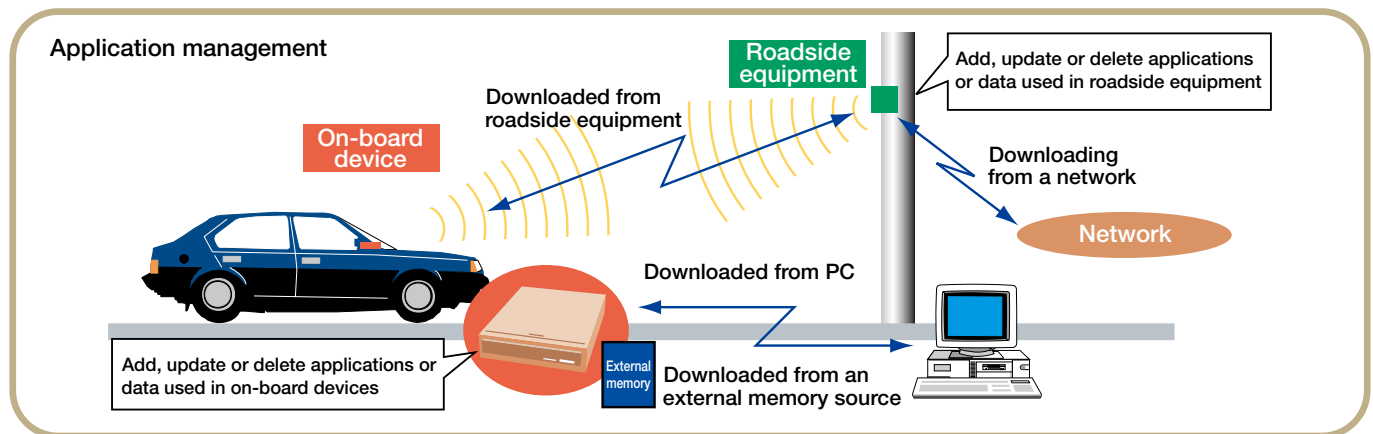 Application management
Roadside
equipment
Add, update or delete applications
or data used in roadside equipment
Downloaded from
roadside equipment
On-board
device
Downloading
from a network
Network
Downloaded from PC
Add, update or delete applications or
data used in on-board devices
External
memory
Downloaded from an
external memory source